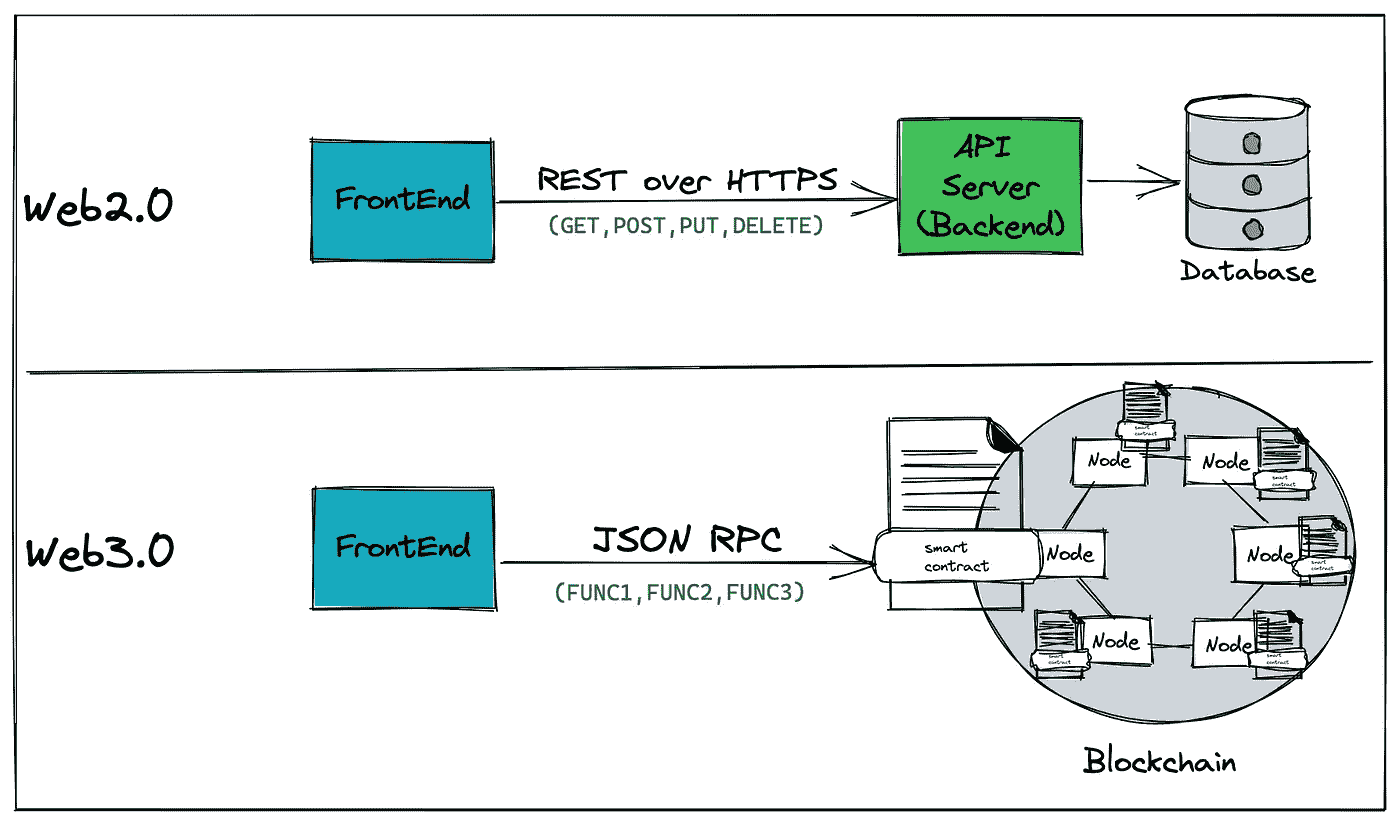 Web2.0
FrontEnd
REST over HTTPS
(GET,POST,PUT,DELETE)
API
Server
(Backend)
Database
Web3.0
FrontEnd
JSON RPC
(FUNC1,FUNC2,FUNC3)
smart
contract
Node
smart
contract
Node
Node
smart
contract
Node
smart
contract
Node
smart
contract
Node
smart
contract
Blockchain